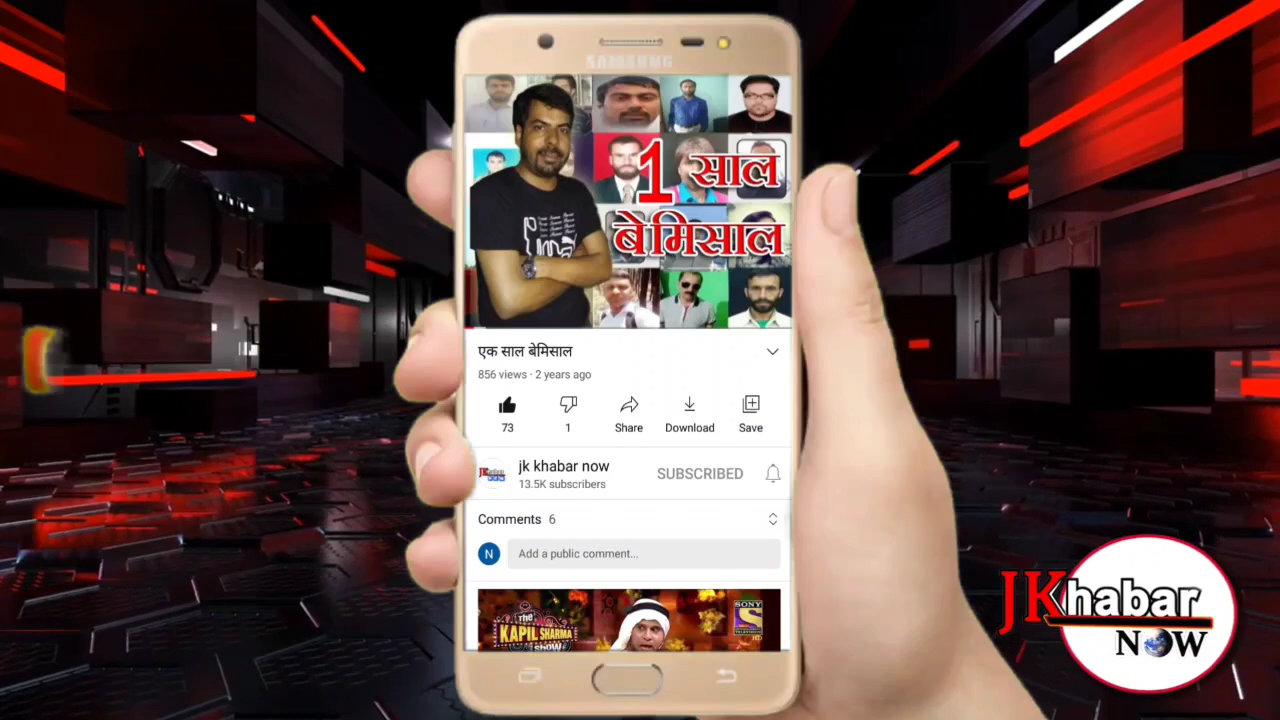 SAMSUNG
1 साल
बेमिसाल
एक साल बेमिसाल
856 views · 2 years ago
73
1
Share
Download
Save
jk khabar now
13.5K subscribers
SUBSCRIBED
Comments 6
N
Add a public comment...
The
KAPIL SHARMA
SHOW
SONY
JKhabar
NOW